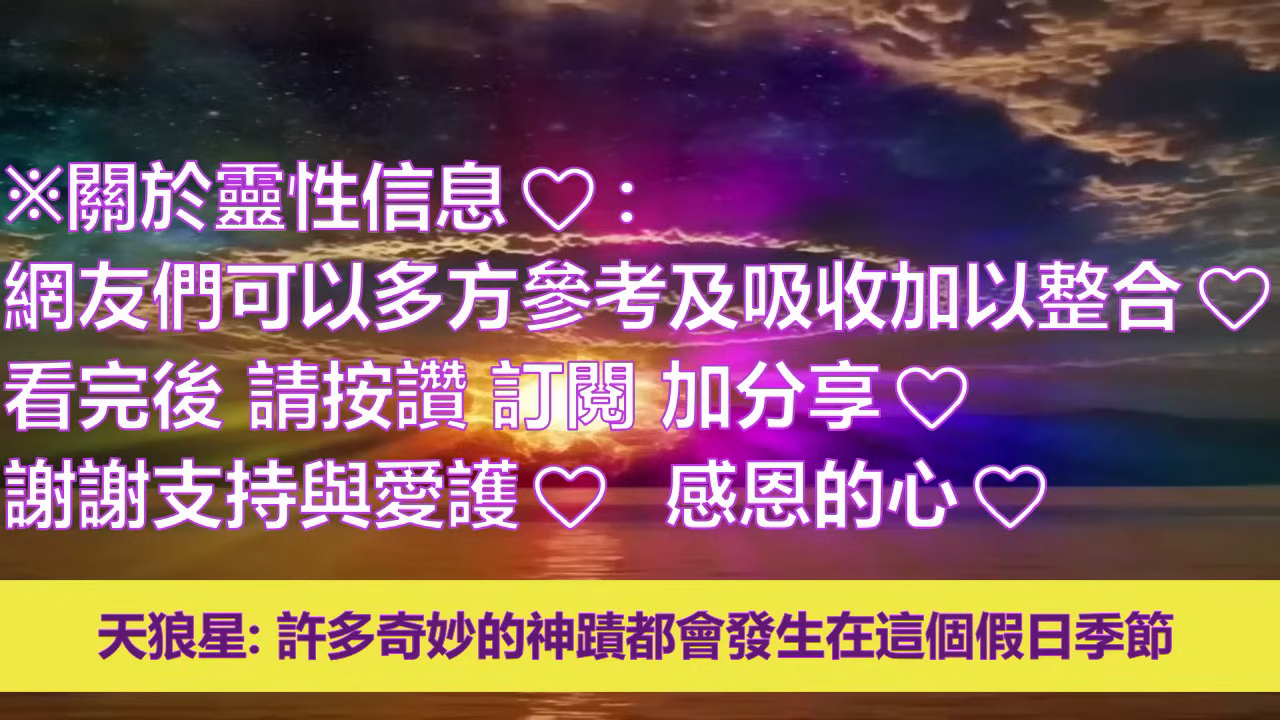 ※關於靈性信息♡:
網友們可以多方參考及吸收加以整合♡
看完後 請按讚 訂閱 加分享♡
謝謝支持與愛護♡ 感恩的心♡
天狼星: 許多奇妙的神蹟都會發生在這個假日季節